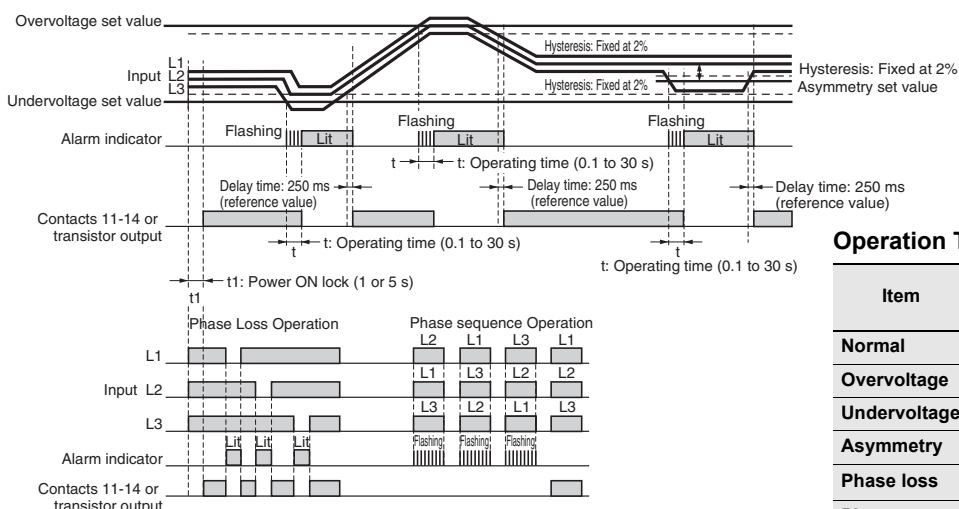 Overvoltage set value
Hysteresis: Fixed at 2%
L1
Input L2
L3
Hysteresis: Fixed at 2%
Hysteresis: Fixed at 2%
Asymmetry set value
Undervoltage set value
Flashing
Flashing
Flashing
Alarm indicator
Lit
Lit
Lit
t
t: Operating time (0.1 to 30 s)
Delay time: 250 ms
(reference value)
Delay time: 250 ms
(reference value)
Delay time: 250 ms
(reference value)
Contacts 11-14 or
transistor output
t: Operating time (0.1 to 30 s)
t
t
t: Operating time (0.1 to 30 s)
t1: Power ON lock (1 or 5 s)
t1
Phase Loss Operation
Phase sequence Operation
L2 L1 L3 L1
L1
L1 L3 L2 L2
Input L2
L3 L2 L1 L3
L3
Lit Lit Lit
Flashing Flashing Flashing
Alarm indicator
Contacts 11-14 or
transistor output
Operation T
Item
Normal
Overvoltage
Undervoltage
Asymmetry
Phase loss